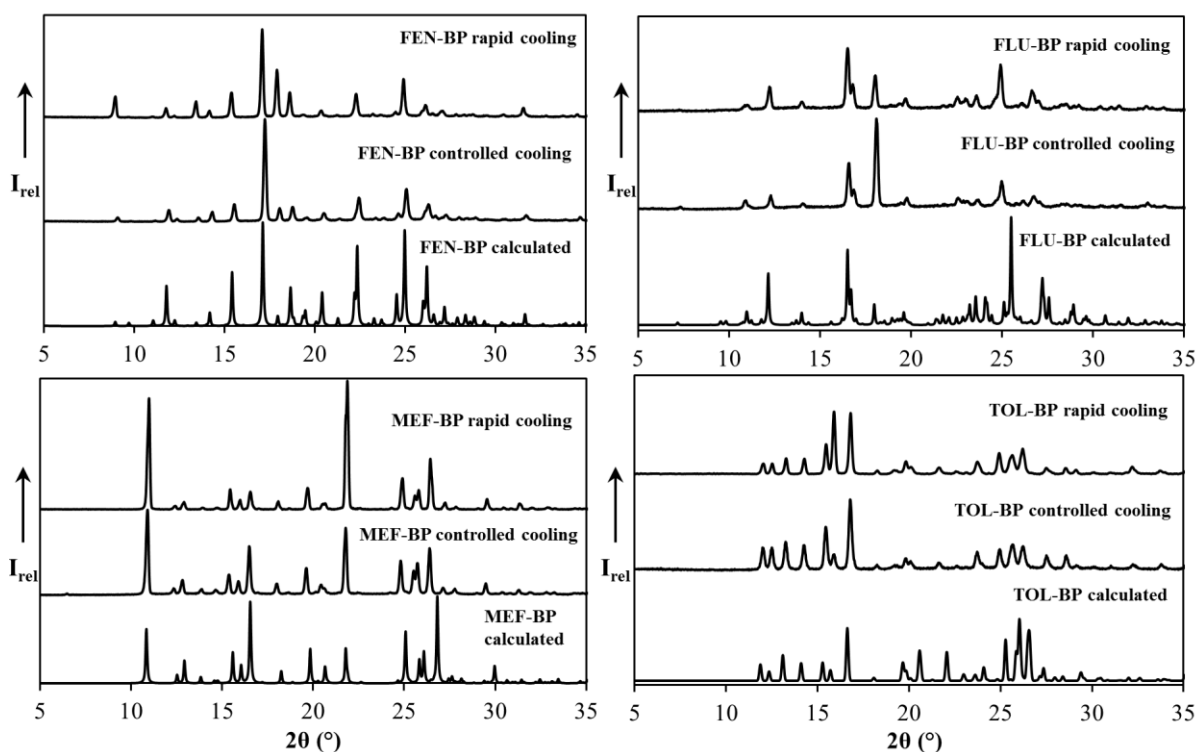 FEN-BP rapid cooling
FEN-BP controlled cooling
FEN-BP calculated
I_rel
5 10 15 20 25 30 35
FLU-BP rapid cooling
FLU-BP controlled cooling
FLU-BP calculated
I_rel
5 10 15 20 25 30 35
MEF-BP rapid cooling
MEF-BP controlled cooling
MEF-BP
calculated
I_rel
5 10 15 20 25 30 35
2θ (°)
TOL-BP rapid cooling
TOL-BP controlled cooling
TOL-BP calculated
I_rel
5 10 15 20 25 30 35
2θ (°)